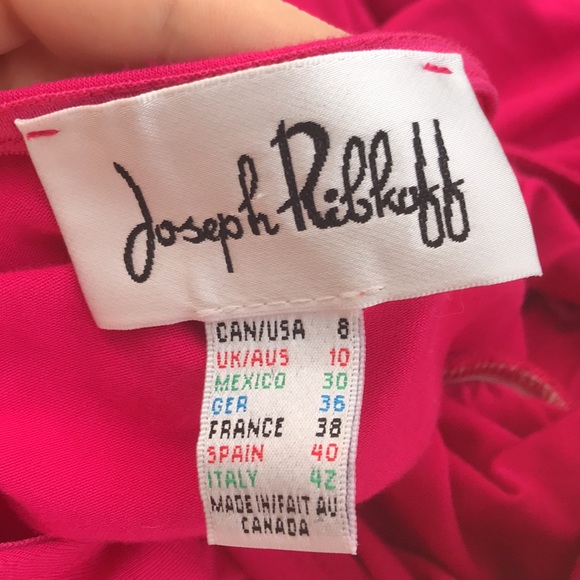 Joseph Ribkoff
CAN/USA 8
UK/AUS 10
MEXICO 30
GER 36
FRANCE 38
SPAIN 40
ITALY 42
MADE IN/FAIT AU
CANADA